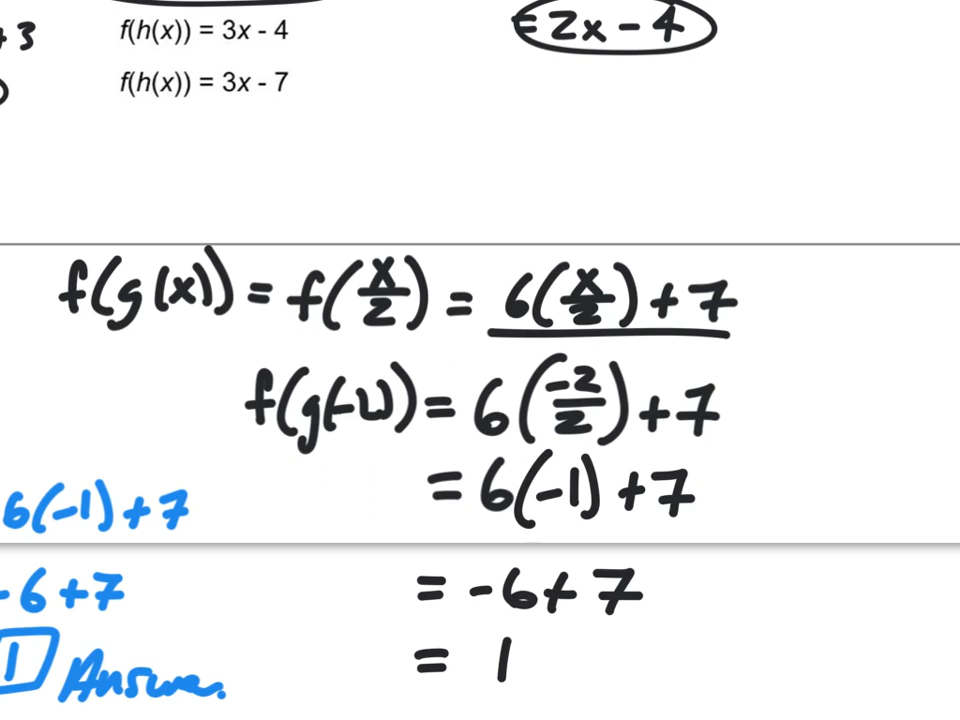 + 3
f(h(x)) = 3x - 4
= 2x - 4
f(h(x)) = 3x - 7
f(g(x)) = f(x/2) = 6(x/2) + 7
f(g(-2)) = 6(-2/2) + 7
= 6(-1) + 7
6(-1) + 7
= -6 + 7
-6 + 7
= 1
1 Answer.